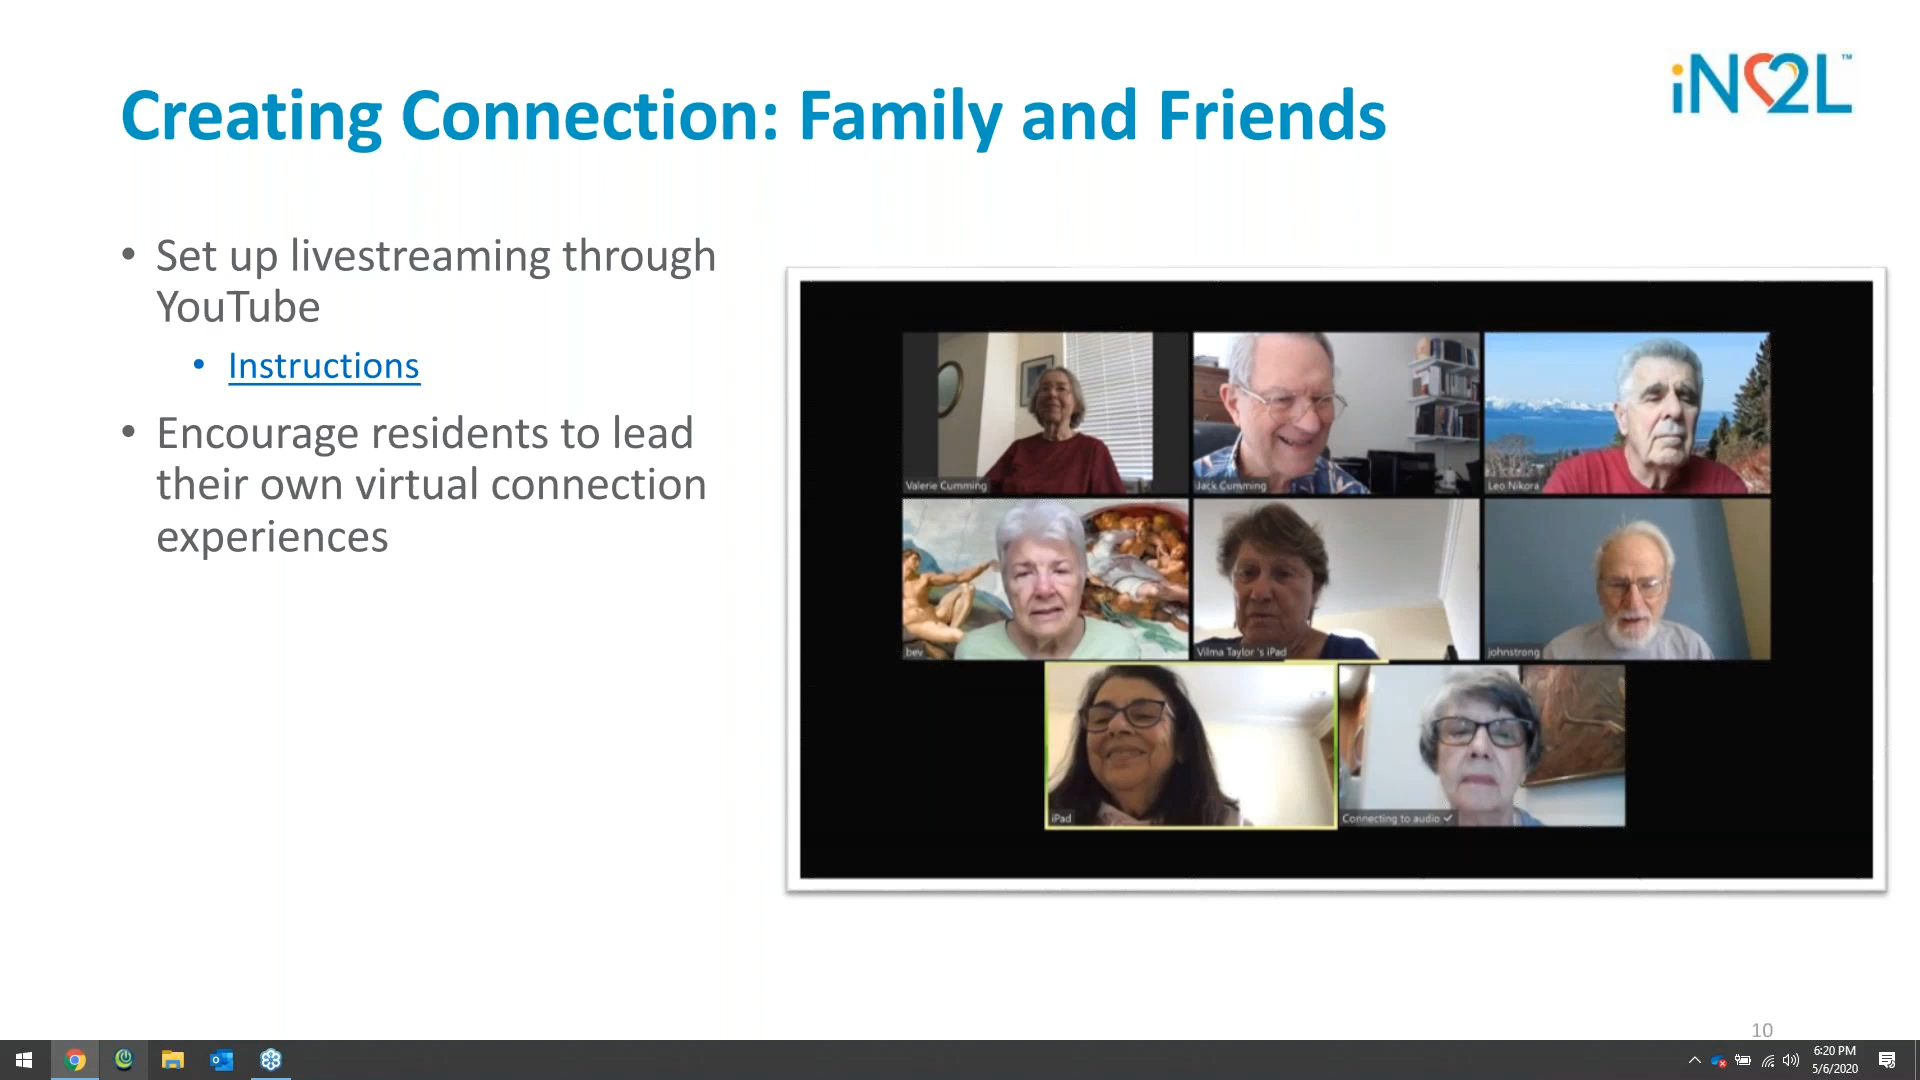 Creating Connection: Family and Friends
iN2L™
• Set up livestreaming through
YouTube
• Instructions
• Encourage residents to lead
their own virtual connection
experiences
Valerie Cumming
Jack Cumming
Leo Nikora
bev
Vilma Taylor 's iPad
johnstrong
iPad
Connecting to audio
10
6:20 PM
5/6/2020